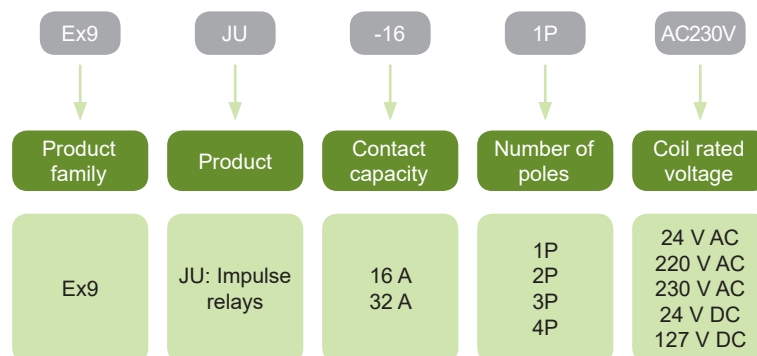 Ex9
JU
-16
1P
AC230V
Product
family
Product
Contact
capacity
Number of
poles
Coil rated
voltage
Ex9
JU: Impulse
relays
16 A
32 A
1P
2P
3P
4P
24 V AC
220 V AC
230 V AC
24 V DC
127 V DC